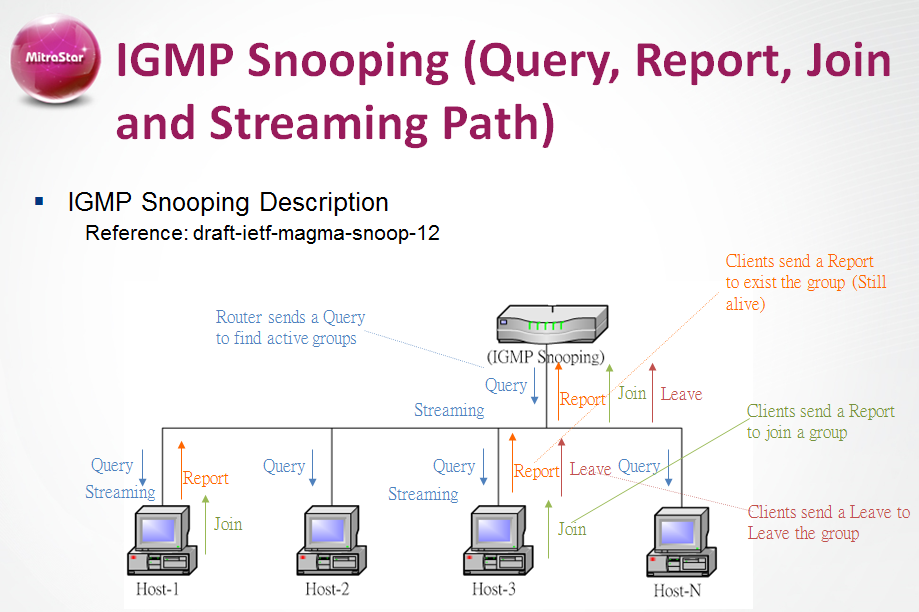 MitraStar
IGMP Snooping (Query, Report, Join
and Streaming Path)
▪ IGMP Snooping Description
Reference: draft-ietf-magma-snoop-12
Clients send a Report
to exist the group (Still
alive)
Router sends a Query
to find active groups
(IGMP Snooping)
Query
Report
Join
Leave
Streaming
Clients send a Report
to join a group
Query
Streaming
Report
Join
Query
Query
Streaming
Report
Leave
Join
Query
Clients send a Leave to
Leave the group
Host-1
Host-2
Host-3
Host-N